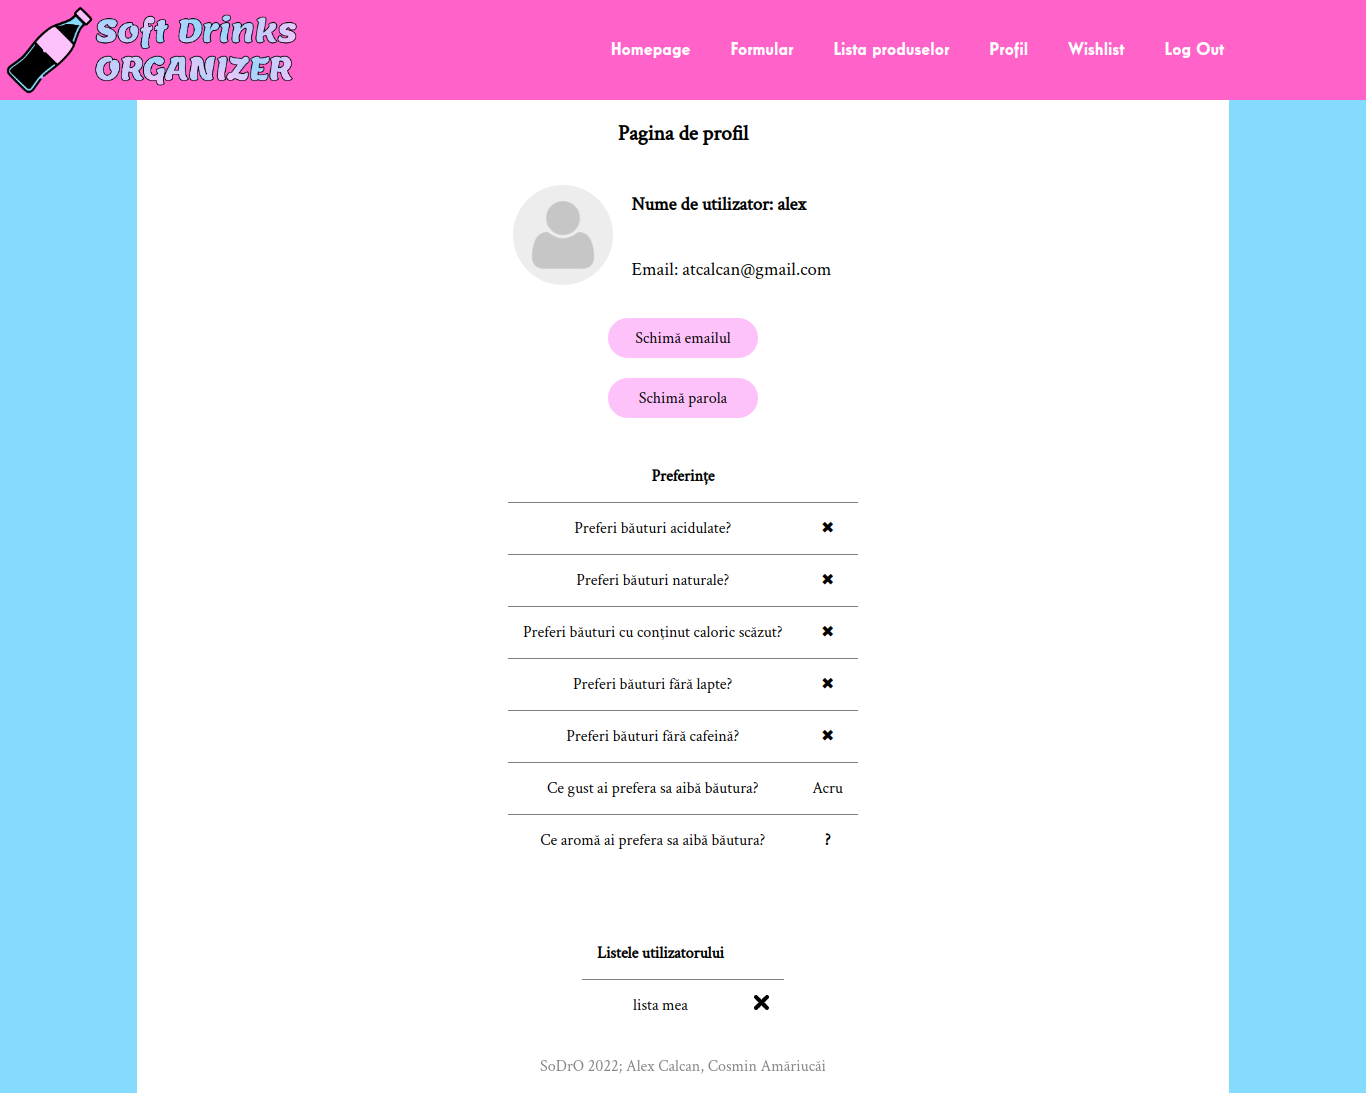 Soft Drinks
ORGANIZER
Homepage Formular Lista produselor Profil Wishlist Log Out
Pagina de profil
Nume de utilizator: alex
Email: atcalcan@gmail.com
Schimă emailul
Schimă parola
Preferințe
Preferi băuturi acidulate? ✖
Preferi băuturi naturale? ✖
Preferi băuturi cu conținut caloric scăzut? ✖
Preferi băuturi fără lapte? ✖
Preferi băuturi fără cafeină? ✖
Ce gust ai prefera sa aibă băutura? Acru
Ce aromă ai prefera sa aibă băutura? ?
Listele utilizatorului
lista mea ✖
SoDrO 2022; Alex Calcan, Cosmin Amăriucăi